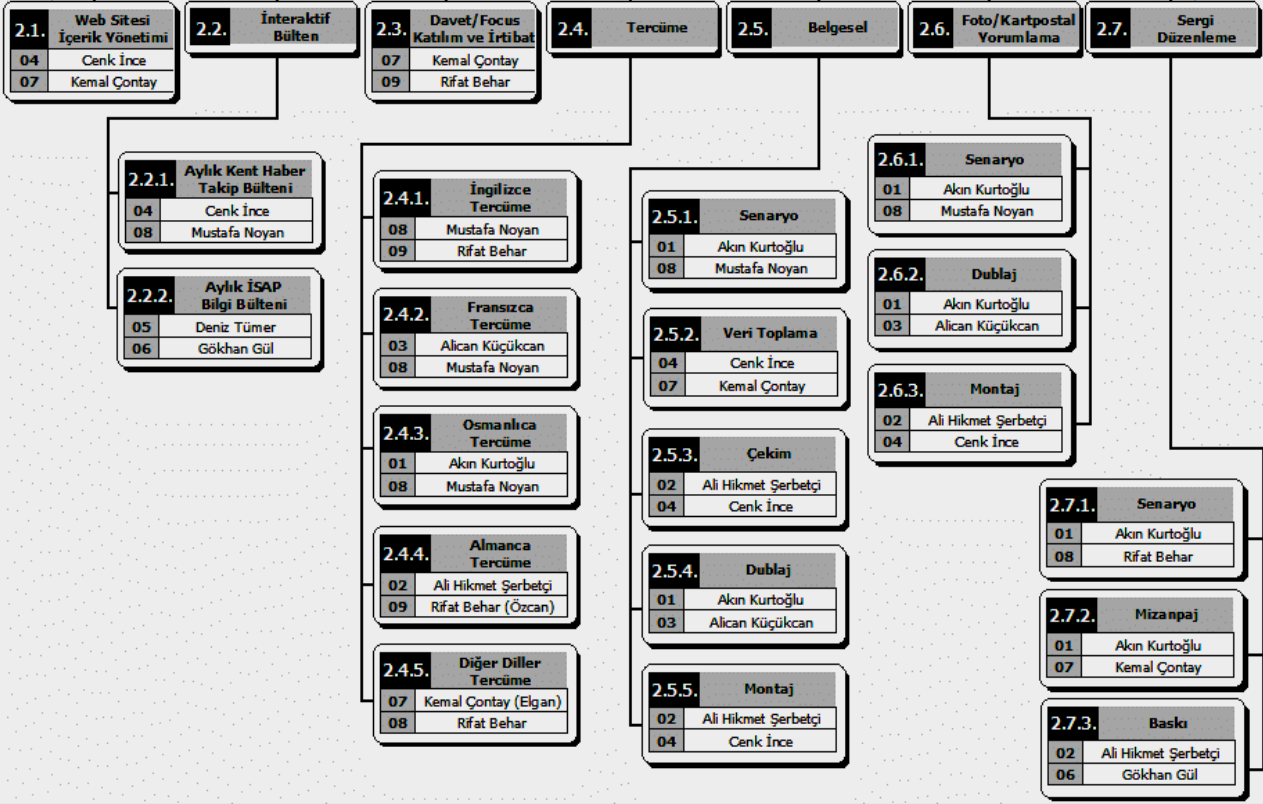 2.1. Web Sitesi
İçerik Yönetimi
04 Cenk İnce
07 Kemal Çontay
2.2. İnteraktif
Bülten
2.2.1. Aylık Kent Haber
Takip Bülteni
04 Cenk İnce
08 Mustafa Noyan
2.2.2. Aylık İSAP
Bilgi Bülteni
05 Deniz Tümer
06 Gökhan Gül
2.3. Davet/Focus
Katılım ve İrtibat
07 Kemal Çontay
09 Rifat Behar
2.4. Tercüme
2.4.1. İngilizce
Tercüme
08 Mustafa Noyan
09 Rifat Behar
2.4.2. Fransızca
Tercüme
03 Alican Küçükcan
08 Mustafa Noyan
2.4.3. Osmanlıca
Tercüme
01 Akın Kurtoğlu
08 Mustafa Noyan
2.4.4. Almanca
Tercüme
02 Ali Hikmet Şerbetçi
09 Rifat Behar (Özcan)
2.4.5. Diğer Diller
Tercüme
07 Kemal Çontay (Elgan)
08 Rifat Behar
2.5. Belgesel
2.5.1. Senaryo
01 Akın Kurtoğlu
08 Mustafa Noyan
2.5.2. Veri Toplama
04 Cenk İnce
07 Kemal Çontay
2.5.3. Çekim
02 Ali Hikmet Şerbetçi
04 Cenk İnce
2.5.4. Dublaj
01 Akın Kurtoğlu
03 Alican Küçükcan
2.5.5. Montaj
02 Ali Hikmet Şerbetçi
04 Cenk İnce
2.6. Foto/Kartpostal
Yorumlama
2.6.1. Senaryo
01 Akın Kurtoğlu
08 Mustafa Noyan
2.6.2. Dublaj
01 Akın Kurtoğlu
03 Alican Küçükcan
2.6.3. Montaj
02 Ali Hikmet Şerbetçi
04 Cenk İnce
2.7. Sergi
Düzenleme
2.7.1. Senaryo
01 Akın Kurtoğlu
08 Rifat Behar
2.7.2. Mizanpaj
01 Akın Kurtoğlu
07 Kemal Çontay
2.7.3. Baskı
02 Ali Hikmet Şerbetçi
06 Gökhan Gül